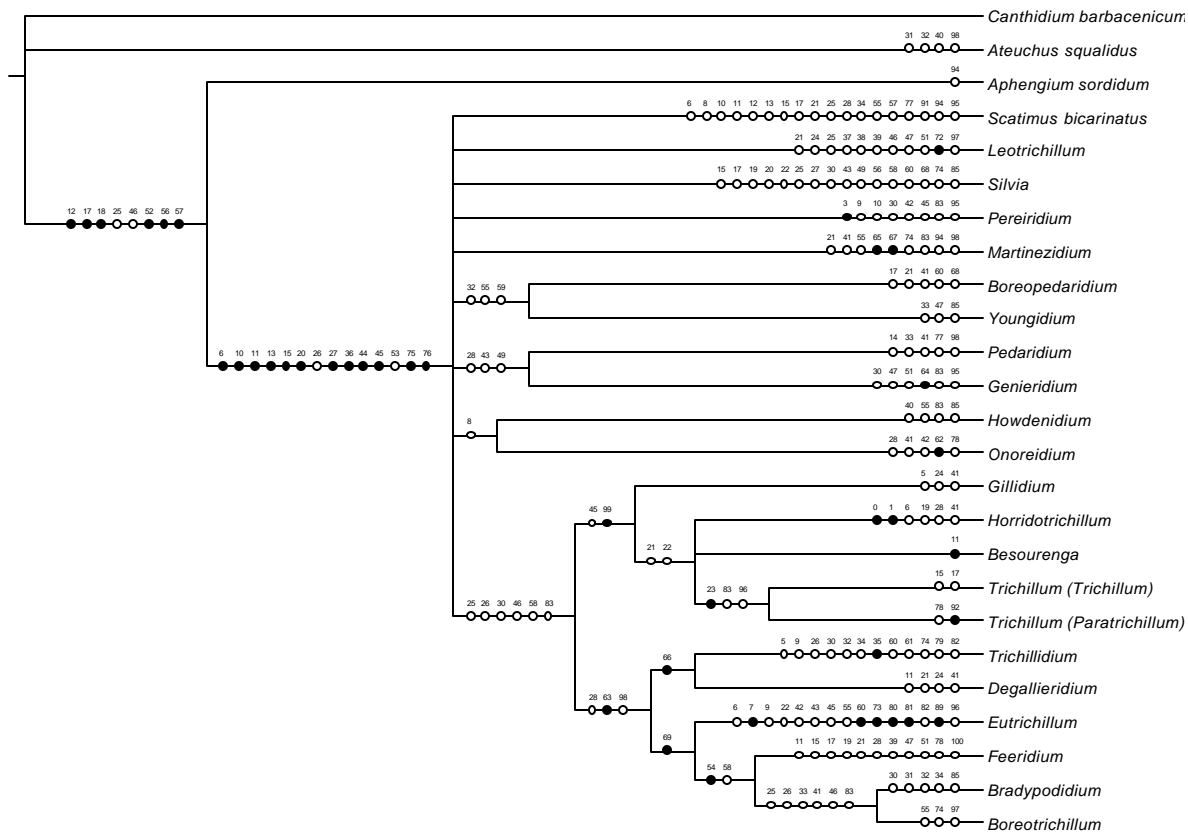 Canthidium barbacenicum
31 32 40 98
Ateuchus squalidus
94
Aphengium sordidum
6 8 10 11 12 13 15 17 21 25 28 34 55 57 77 91 94 95
Scatimus bicarinatus
21 24 25 37 38 39 46 47 51 72 97
Leotrichillum
15 17 19 20 22 25 27 30 43 49 56 58 60 68 74 85
Silvia
3 9 10 30 42 45 83 95
Pereiridium
12 17 18 25 46 52 56 57
21 41 55 65 67 74 83 94 98
Martinezidium
17 21 41 60 68
Boreopedaridium
32 55 59
33 47 85
Youngidium
14 33 41 77 98
Pedaridium
6 10 11 13 15 20 26 27 36 44 45 53 75 76
28 43 49
30 47 51 64 83 95
Genieridium
40 55 83 85
Howdenidium
8
28 41 42 62 78
Onoreidium
5 24 41
Gillidium
45 99
0 1 6 19 28 41
Horridotrichillum
21 22
11
Besourenga
15 17
Trichillum (Trichillum)
25 26 30 46 58 83
23 83 96
78 92
Trichillum (Paratrichillum)
5 9 26 30 32 34 35 60 61 74 79 82
Trichillidium
66
11 21 24 41
Degallieridium
28 63 98
6 7 9 22 42 43 45 55 60 73 80 81 82 89 96
Eutrichillum
69
11 15 17 19 21 28 39 47 51 78 100
Feeridium
54 58
30 31 32 34 85
Bradypodidium
25 26 33 41 46 83
55 74 97
Boreotrichillum